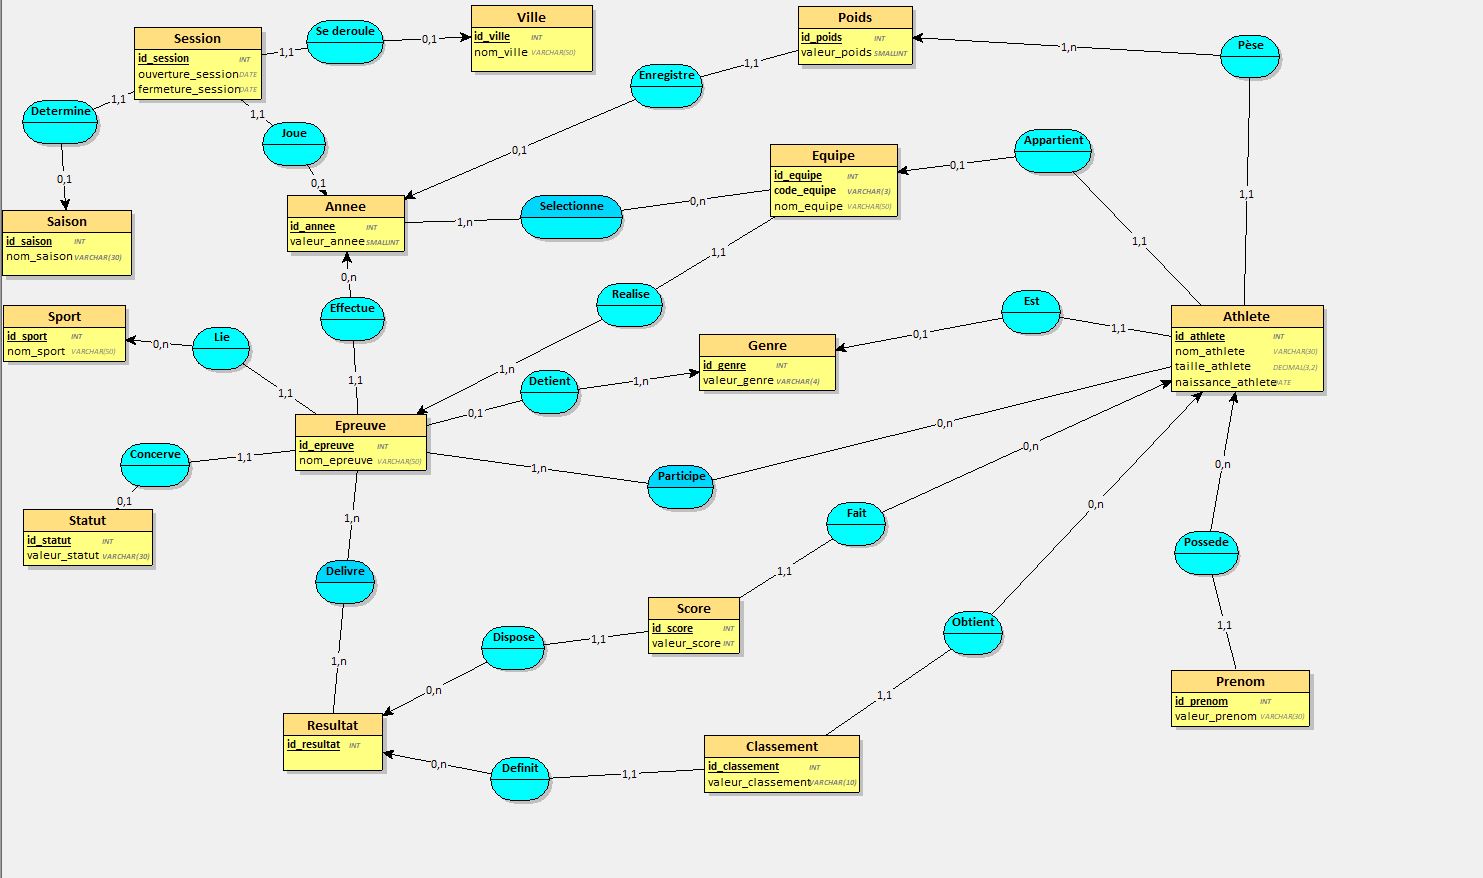 Session
id_session INT
ouverture_session DATE
fermeture_session DATE
1,1
Se deroule
0,1
Ville
id_ville INT
nom_ville VARCHAR(50)
Poids
id_poids INT
valeur_poids SMALLINT
1,n
Pèse
1,1
Enregistre
1,1
0,1
Determine
1,1
0,1
Joue
1,1
0,1
Saison
id_saison INT
nom_saison VARCHAR(30)
Annee
id_annee INT
valeur_annee SMALLINT
1,n
Selectionne
0,n
Equipe
id_equipe INT
code_equipe VARCHAR(3)
nom_equipe VARCHAR(50)
0,1
Appartient
1,1
0,n
Effectue
1,1
Realise
1,1
1,n
Sport
id_sport INT
nom_sport VARCHAR(50)
0,n
Lie
1,1
Genre
id_genre INT
valeur_genre VARCHAR(4)
0,1
Est
1,1
Athlete
id_athlete INT
nom_athlete VARCHAR(30)
taille_athlete DECIMAL(3,2)
naissance_athlete DATE
Detient
1,n
0,1
Epreuve
id_epreuve INT
nom_epreuve VARCHAR(50)
Concerve
1,1
0,1
1,n
Participe
0,n
Statut
id_statut INT
valeur_statut VARCHAR(30)
Fait
0,n
1,1
0,n
Possede
1,1
1,n
Delivre
1,n
Score
id_score INT
valeur_score INT
Dispose
1,1
0,n
Obtient
0,n
1,1
Prenom
id_prenom INT
valeur_prenom VARCHAR(30)
Resultat
id_resultat INT
0,n
Definit
1,1
Classement
id_classement INT
valeur_classement VARCHAR(10)